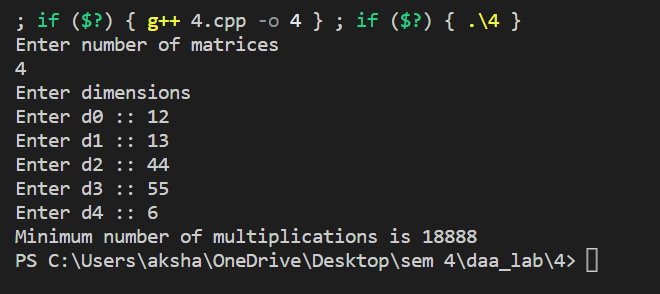 ; if ($?) { g++ 4.cpp -o 4 } ; if ($?) { .\4 }
Enter number of matrices
4
Enter dimensions
Enter d0 :: 12
Enter d1 :: 13
Enter d2 :: 44
Enter d3 :: 55
Enter d4 :: 6
Minimum number of multiplications is 18888
PS C:\Users\aksha\OneDrive\Desktop\sem 4\daa_lab\4>